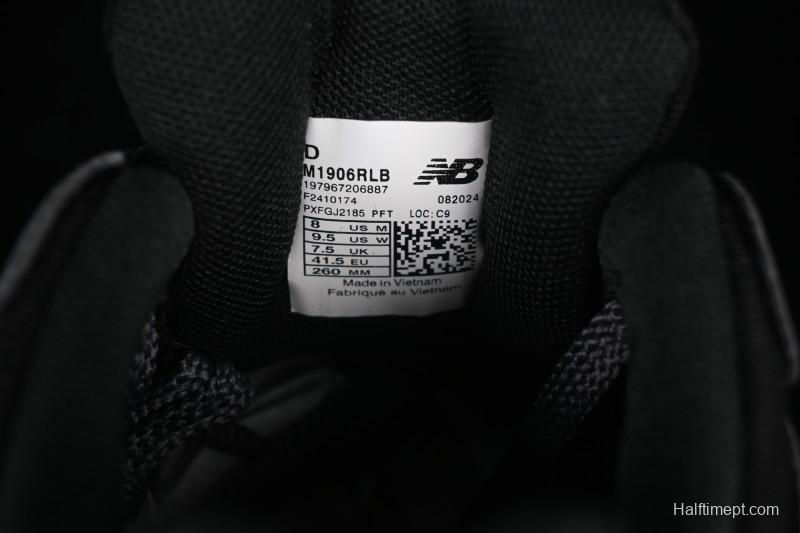 D
M1906RLB
NB
197967206887
F2410174 082024
PXFGJ2185 PFT LOC: C9
8 US M
9.5 US W
7.5 UK
41.5 EU
260 MM
Made in Vietnam
Fabriqué au Vietnam
Halftimept.com